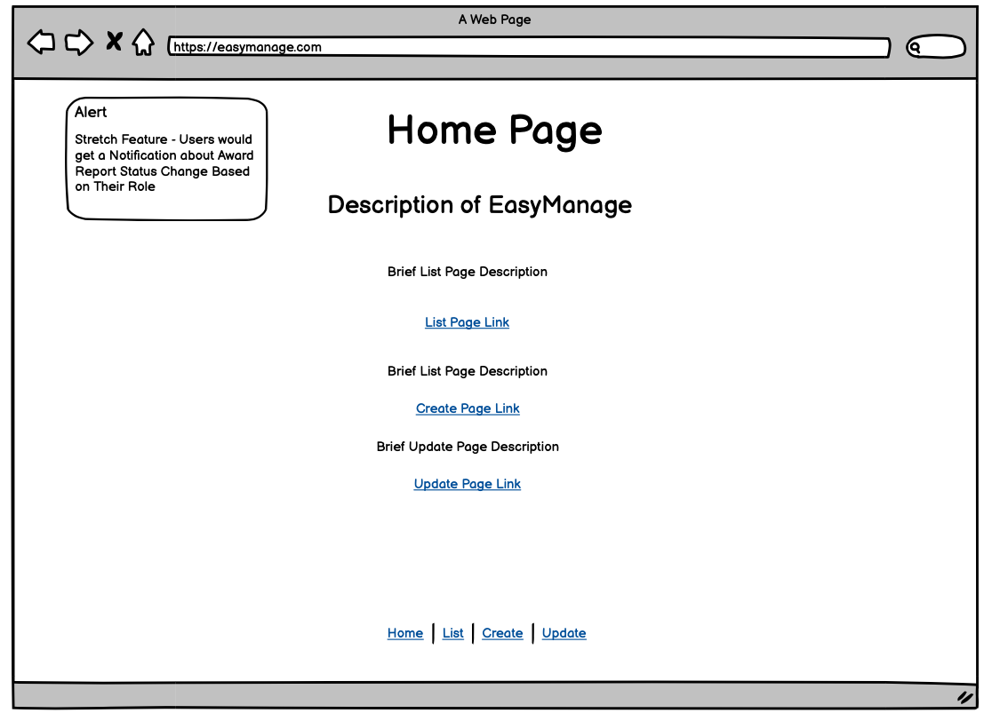 A Web Page
https://easymanage.com
Alert
Stretch Feature - Users would
get a Notification about Award
Report Status Change Based
on Their Role
Home Page
Description of EasyManage
Brief List Page Description
List Page Link
Brief List Page Description
Create Page Link
Brief Update Page Description
Update Page Link
Home | List | Create | Update